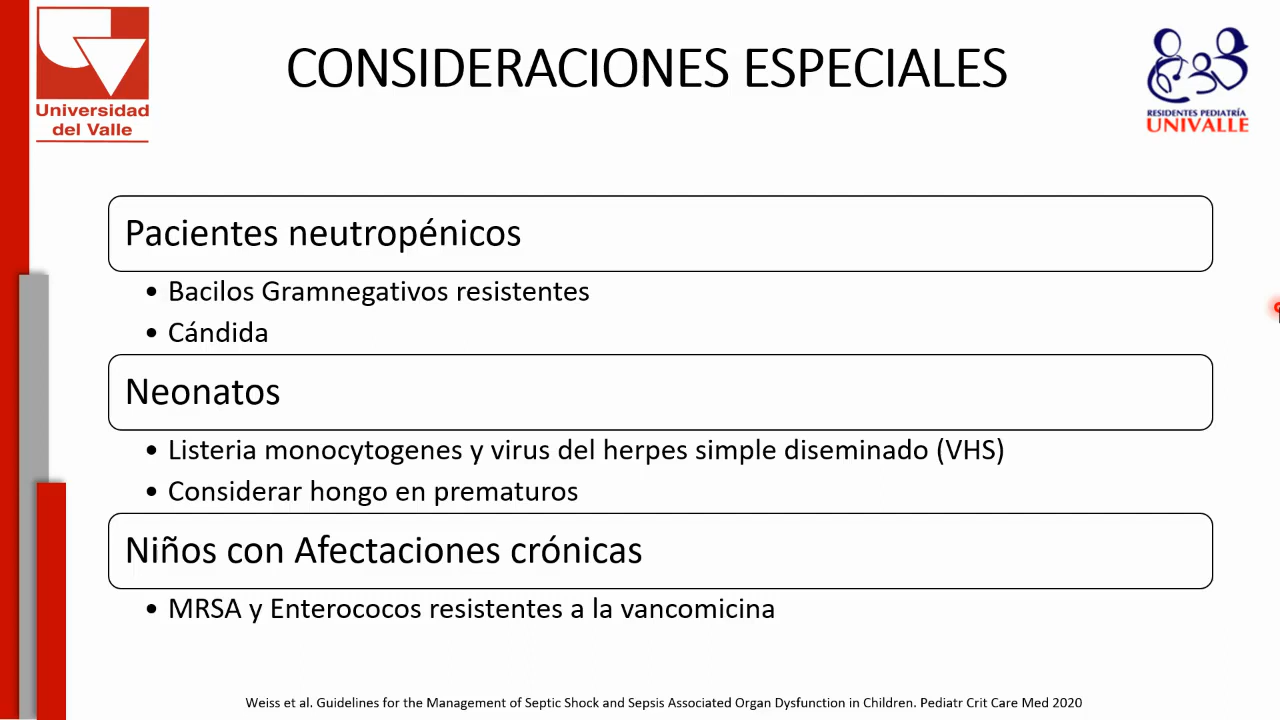 Universidad
del Valle
CONSIDERACIONES ESPECIALES
RESIDENTES PEDIATRÍA
UNIVALLE
Pacientes neutropénicos
• Bacilos Gramnegativos resistentes
• Cándida
Neonatos
• Listeria monocytogenes y virus del herpes simple diseminado (VHS)
• Considerar hongo en prematuros
Niños con Afectaciones crónicas
• MRSA y Enterococos resistentes a la vancomicina
Weiss et al. Guidelines for the Management of Septic Shock and Sepsis Associated Organ Dysfunction in Children. Pediatr Crit Care Med 2020